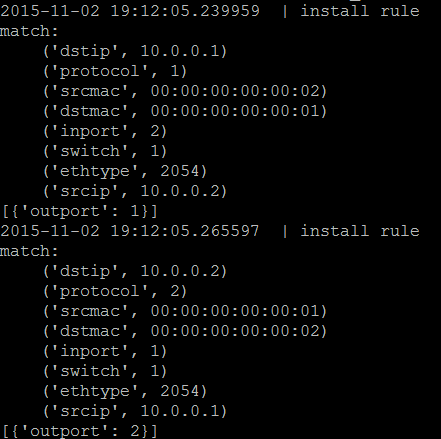 2015-11-02 19:12:05.239959  | install rule
match:
    ('dstip', 10.0.0.1)
    ('protocol', 1)
    ('srcmac', 00:00:00:00:00:02)
    ('dstmac', 00:00:00:00:00:01)
    ('inport', 2)
    ('switch', 1)
    ('ethtype', 2054)
    ('srcip', 10.0.0.2)
[{'outport': 1}]
2015-11-02 19:12:05.265597  | install rule
match:
    ('dstip', 10.0.0.2)
    ('protocol', 2)
    ('srcmac', 00:00:00:00:00:01)
    ('dstmac', 00:00:00:00:00:02)
    ('inport', 1)
    ('switch', 1)
    ('ethtype', 2054)
    ('srcip', 10.0.0.1)
[{'outport': 2}]